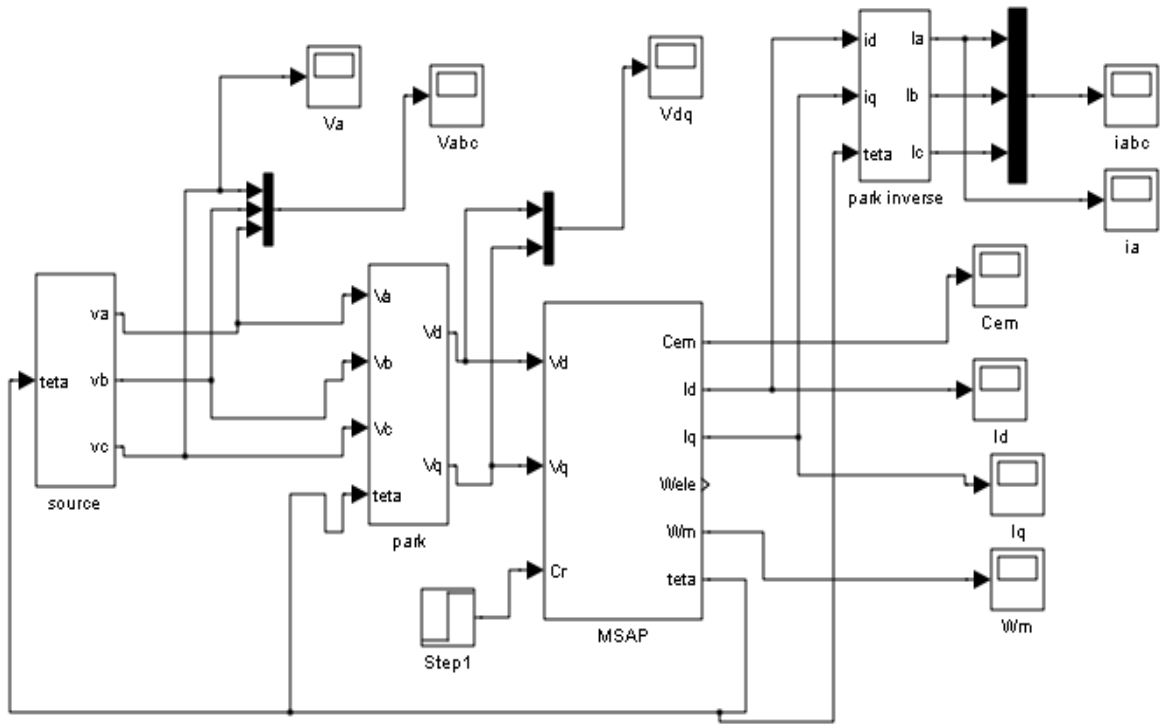 Va
Vabc
Vdq
id
iq
teta
Ia
Ib
Ic
park inverse
iabc
ia
teta
va
vb
vc
source
Va
Vb
Vc
teta
Vd
Vq
park
Vd
Vq
Cr
Cem
Id
Iq
Wele
Wm
teta
MSAP
Step1
Cem
Id
Iq
Wm